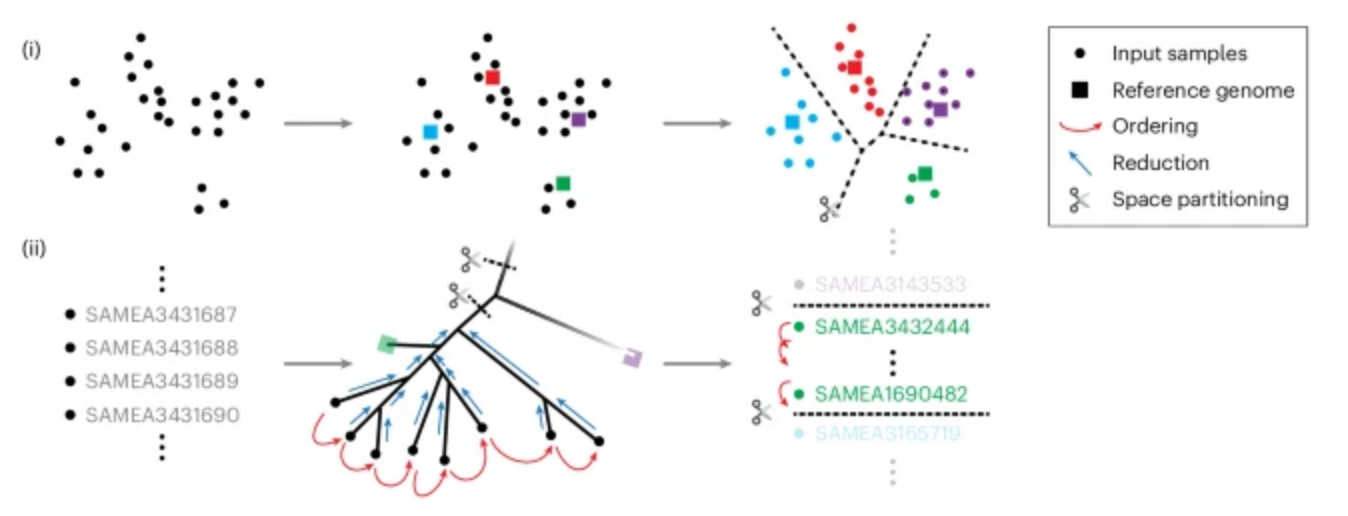 (i)
Input samples
Reference genome
Ordering
Reduction
Space partitioning
(ii)
SAMEA3431687
SAMEA3431688
SAMEA3431689
SAMEA3431690
SAMEA3143533
SAMEA3432444
SAMEA1690482
SAMEA3165719